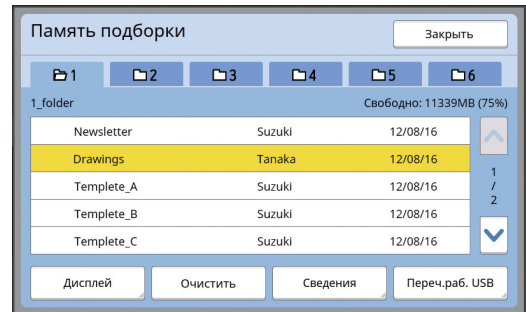 Память подборки Закрыть
1 2 3 4 5 6
1_folder Свободно: 11339MB (75%)
Newsletter Suzuki 12/08/16
Drawings Tanaka 12/08/16
Templete_A Suzuki 12/08/16
Templete_B Suzuki 12/08/16
Templete_C Suzuki 12/08/16
1
/
2
Дисплей Очистить Сведения Переч.раб. USB